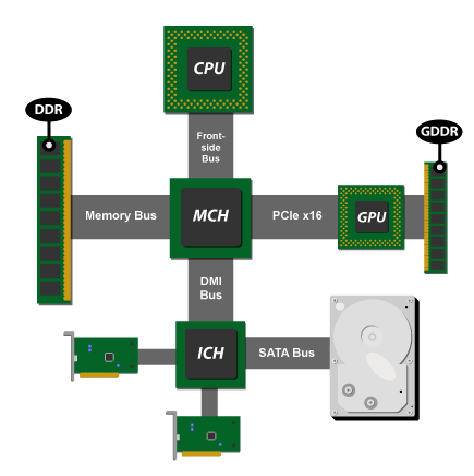 CPU
DDR
Front-
side
Bus
GDDR
Memory Bus
MCH
PCIe x16
GPU
DMI
Bus
ICH
SATA Bus